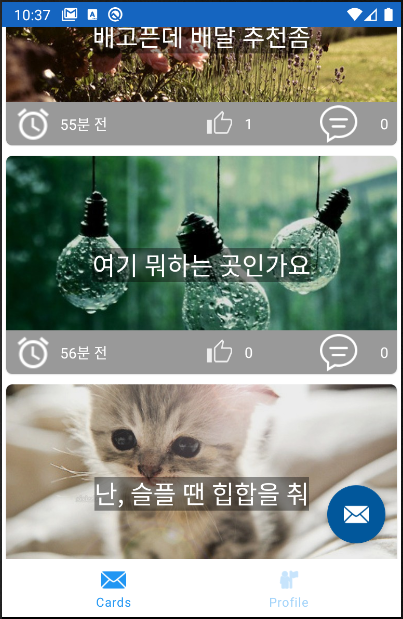 10:37
배고픈데 배달 추천좀
55분 전
1
0
여기 뭐하는 곳인가요
56분 전
0
0
난, 슬플 땐 힙합을 춰
Cards
Profile